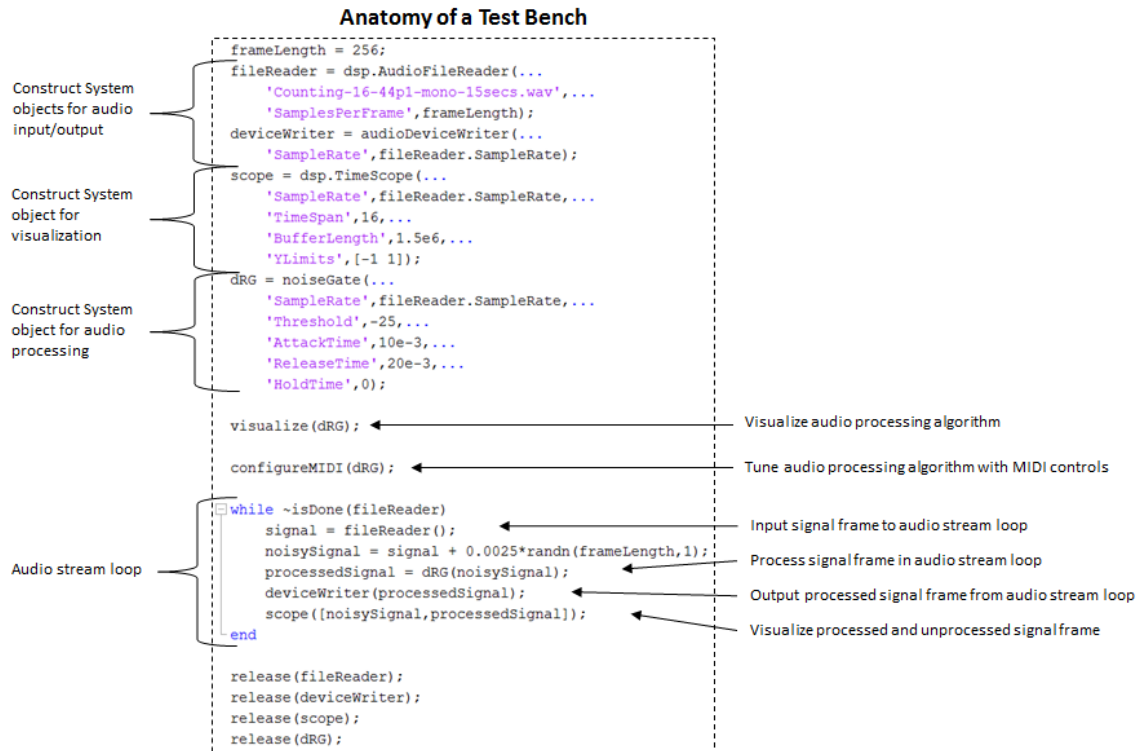 Anatomy of a Test Bench
frameLength = 256;
fileReader = dsp.AudioFileReader(...
'Counting-16-44p1-mono-15secs.wav',...
'SamplesPerFrame',frameLength);
deviceWriter = audioDeviceWriter(...
'SampleRate',fileReader.SampleRate);
scope = dsp.TimeScope(...
'SampleRate',fileReader.SampleRate,...
'TimeSpan',16,...
'BufferLength',1.5e6,...
'YLimits',[-1 1]);
dRG = noiseGate(...
'SampleRate',fileReader.SampleRate,...
'Threshold',-25,...
'AttackTime',10e-3,...
'ReleaseTime',20e-3,...
'HoldTime',0);
visualize(dRG);
configureMIDI(dRG);
while ~isDone(fileReader)
signal = fileReader();
noisySignal = signal + 0.0025*randn(frameLength,1);
processedSignal = dRG(noisySignal);
deviceWriter(processedSignal);
scope([noisySignal,processedSignal]);
end
release(fileReader);
release(deviceWriter);
release(scope);
release(dRG);
Construct System
objects for audio
input/output
Construct System
object for
visualization
Construct System
object for audio
processing
Audio stream loop
Visualize audio processing algorithm
Tune audio processing algorithm with MIDI controls
Input signal frame to audio stream loop
Process signal frame in audio stream loop
Output processed signal frame from audio stream loop
Visualize processed and unprocessed signal frame